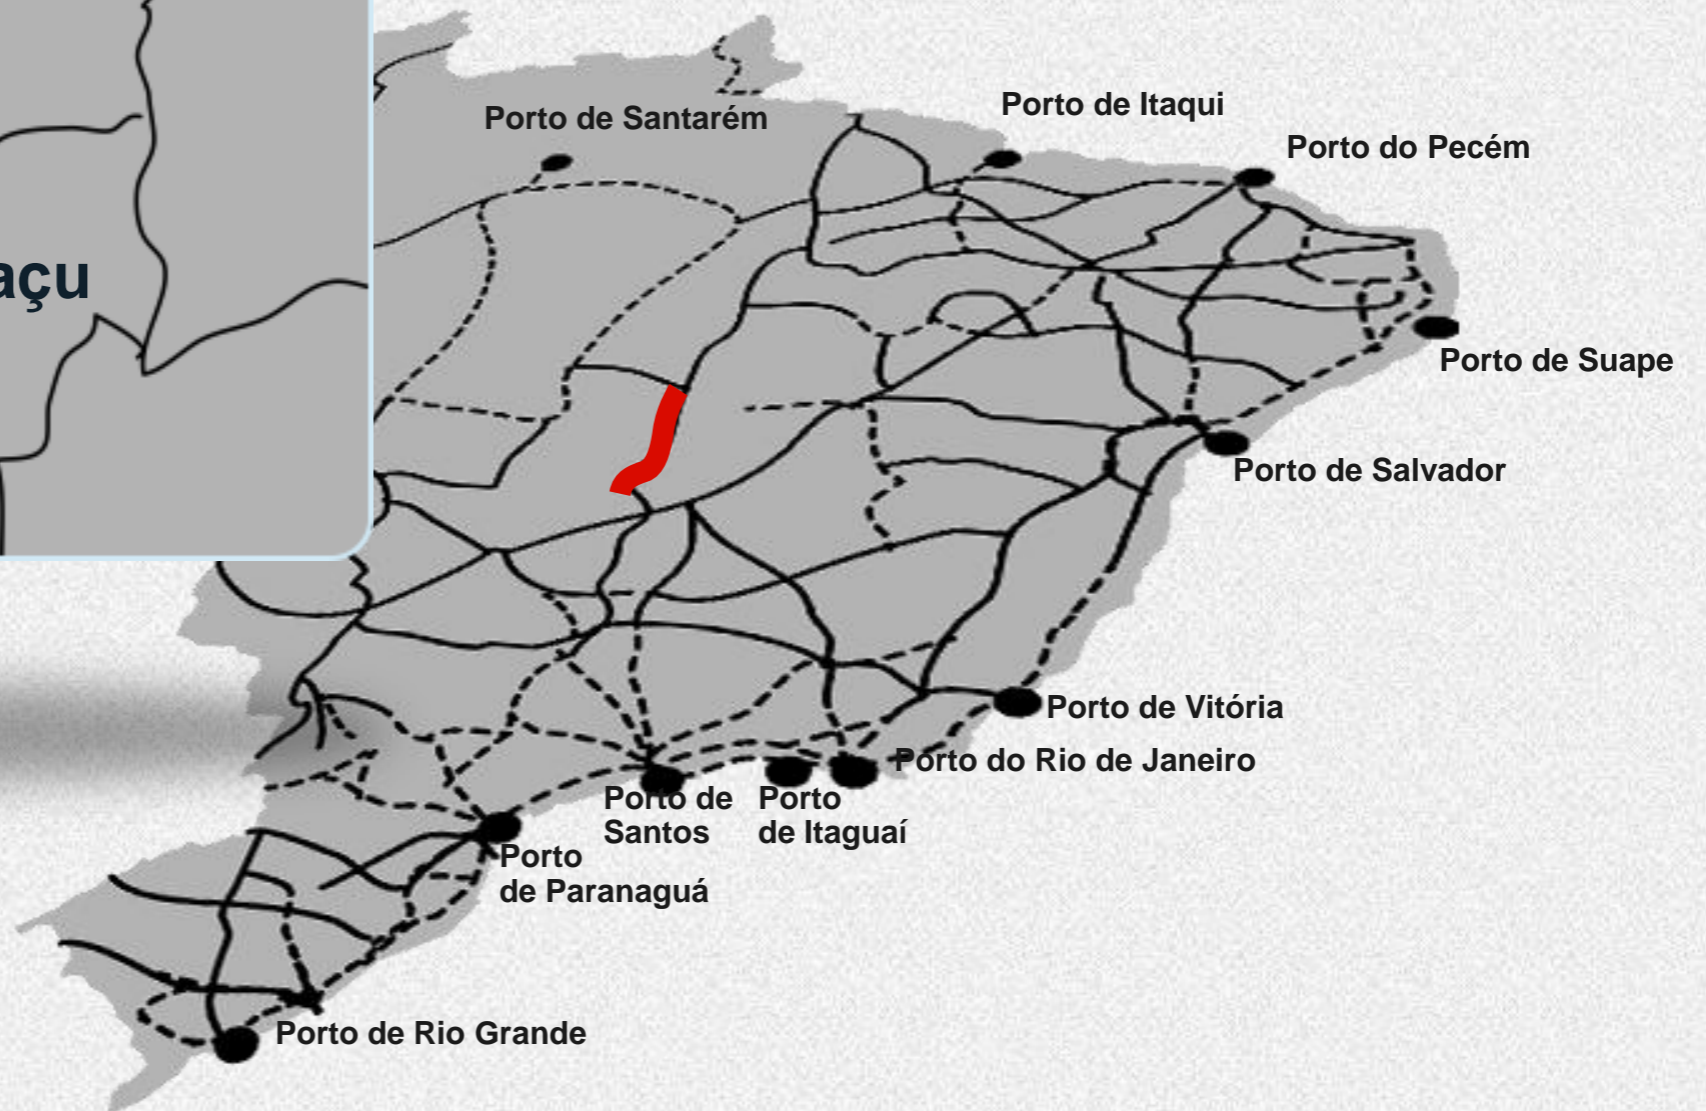 Porto de Itaqui
Porto de Santarém
Porto do Pecém
Porto de Suape
Porto de Salvador
Porto de Vitória
Porto do Rio de Janeiro
Porto de
Santos
Porto
de Itaguaí
Porto
de Paranaguá
Porto de Rio Grande